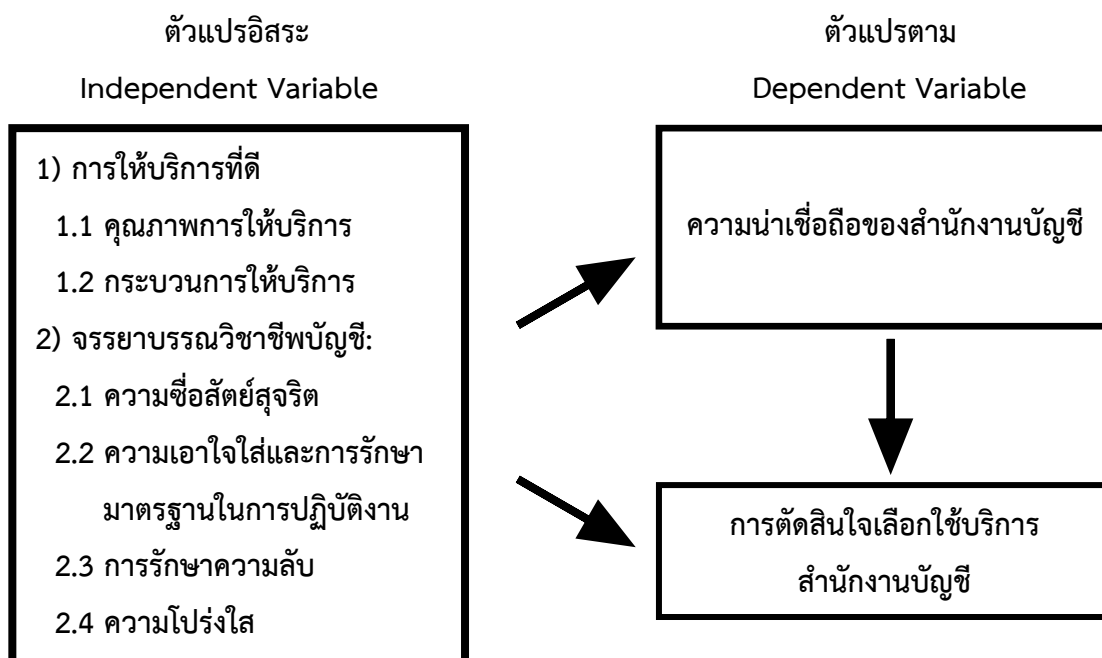 ตัวแปรอิสระ
Independent Variable
1) การให้บริการที่ดี
1.1 คุณภาพการให้บริการ
1.2 กระบวนการให้บริการ
2) จรรยาบรรณวิชาชีพบัญชี:
2.1 ความซื่อสัตย์สุจริต
2.2 ความเอาใจใส่และการรักษา
มาตรฐานในการปฏิบัติงาน
2.3 การรักษาความลับ
2.4 ความโปร่งใส
ตัวแปรตาม
Dependent Variable
ความน่าเชื่อถือของสำนักงานบัญชี
การตัดสินใจเลือกใช้บริการ
สำนักงานบัญชี